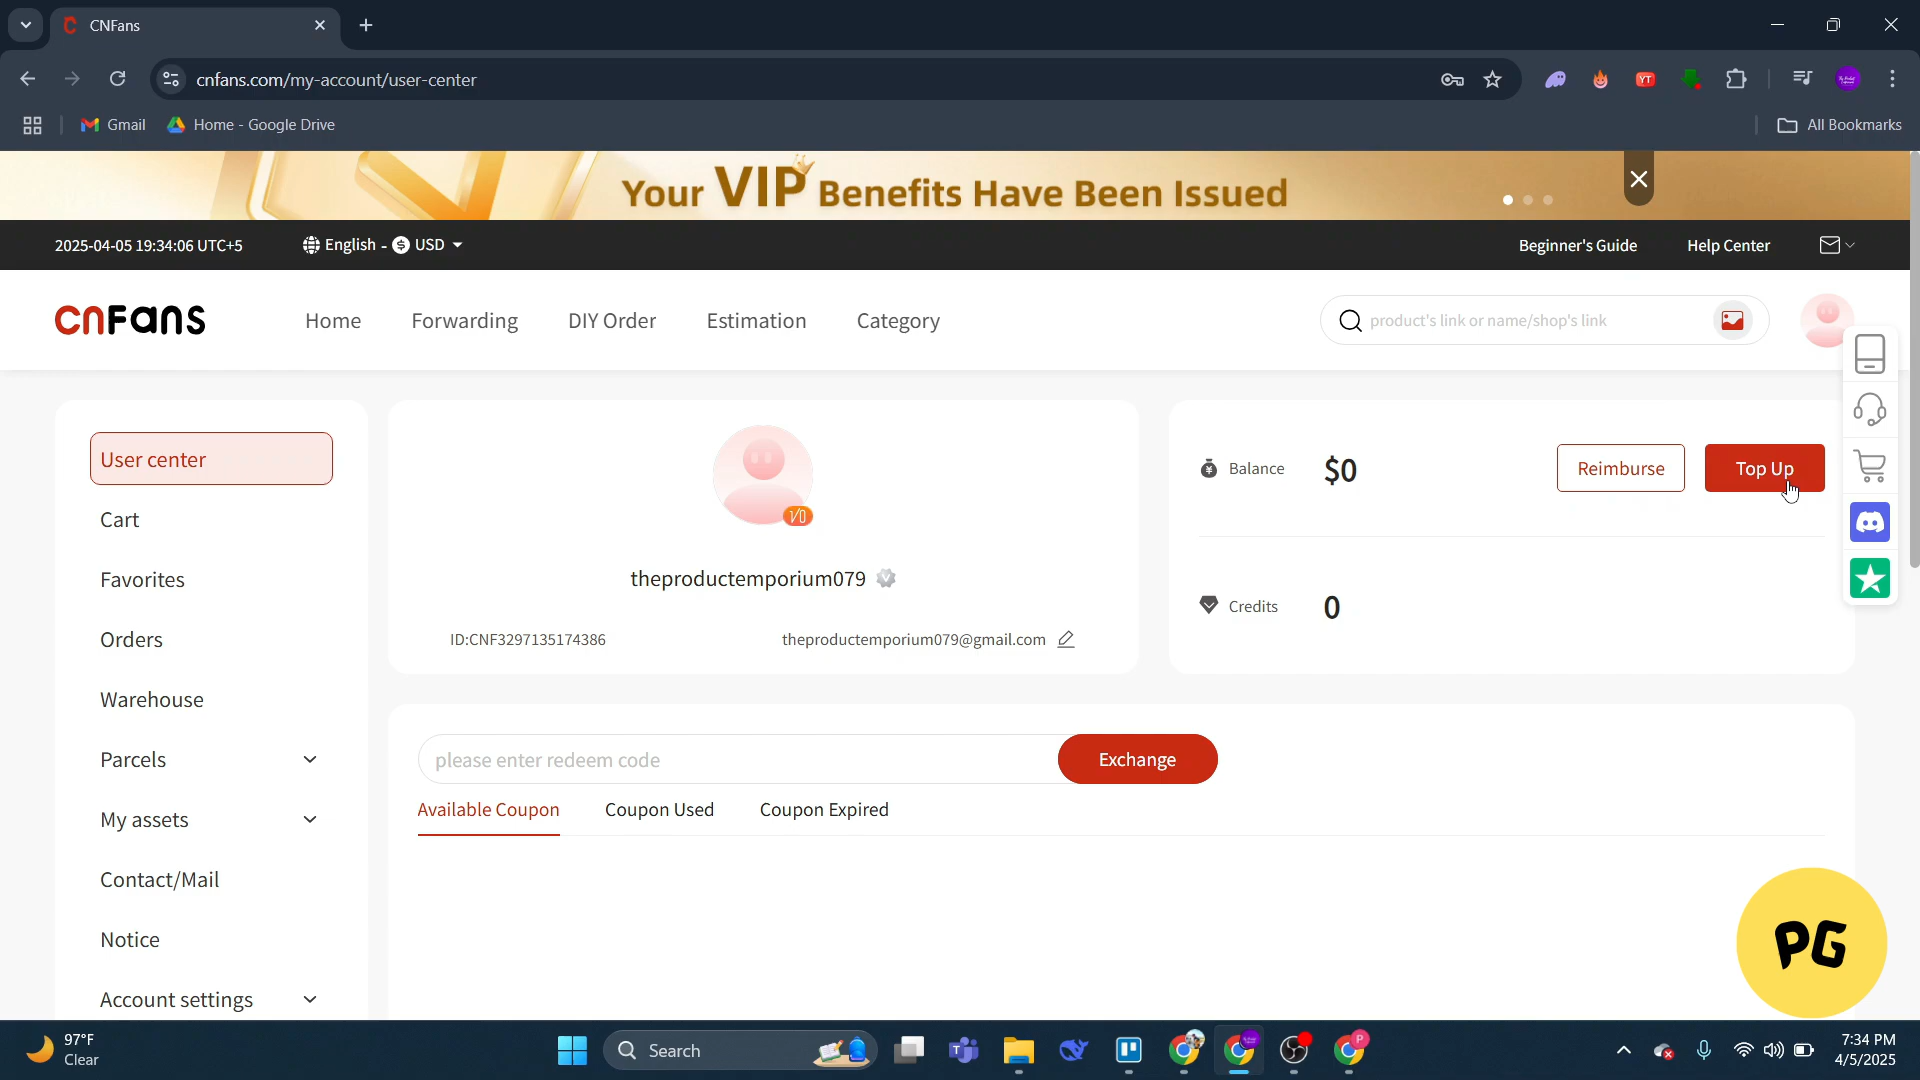 CNFans
cnfans.com/my-account/user-center
YT
Gmail
Home - Google Drive
All Bookmarks
Your VIP Benefits Have Been Issued
2025-04-05 19:34:06 UTC+5
English - $ USD
Beginner's Guide
Help Center
cnFans
Home
Forwarding
DIY Order
Estimation
Category
product's link or name/shop's link
User center
Cart
Favorites
Orders
Warehouse
Parcels
My assets
Contact/Mail
Notice
Account settings
V0
theproductemporium079
ID:CNF3297135174386
theproductemporium079@gmail.com
Balance
$0
Reimburse
Top Up
Credits
0
please enter redeem code
Exchange
Available Coupon
Coupon Used
Coupon Expired
PG
97°F
Clear
Search
P
7:34 PM
4/5/2025